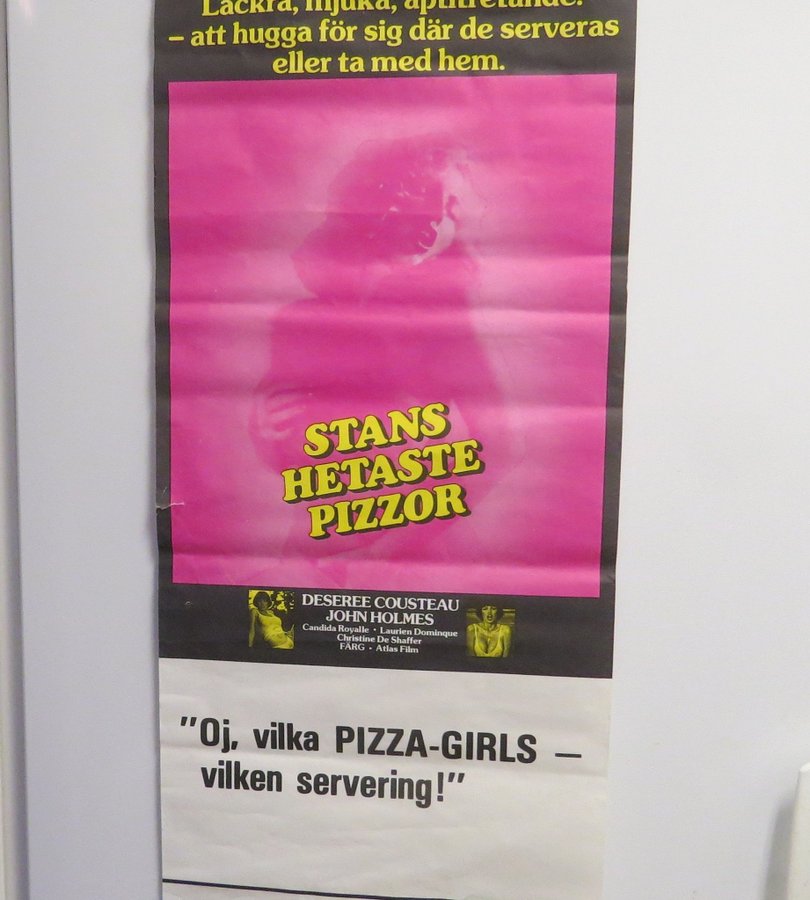 Läckra, mjuka, aptitretande.
– att hugga för sig där de serveras
eller ta med hem.
STANS
HETASTE
PIZZOR
DESEREE COUSTEAU
JOHN HOLMES
Candida Royalle • Laurien Dominque
Christine De Shaffer
FÄRG • Atlas Film
"Oj, vilka PIZZA-GIRLS –
vilken servering!"